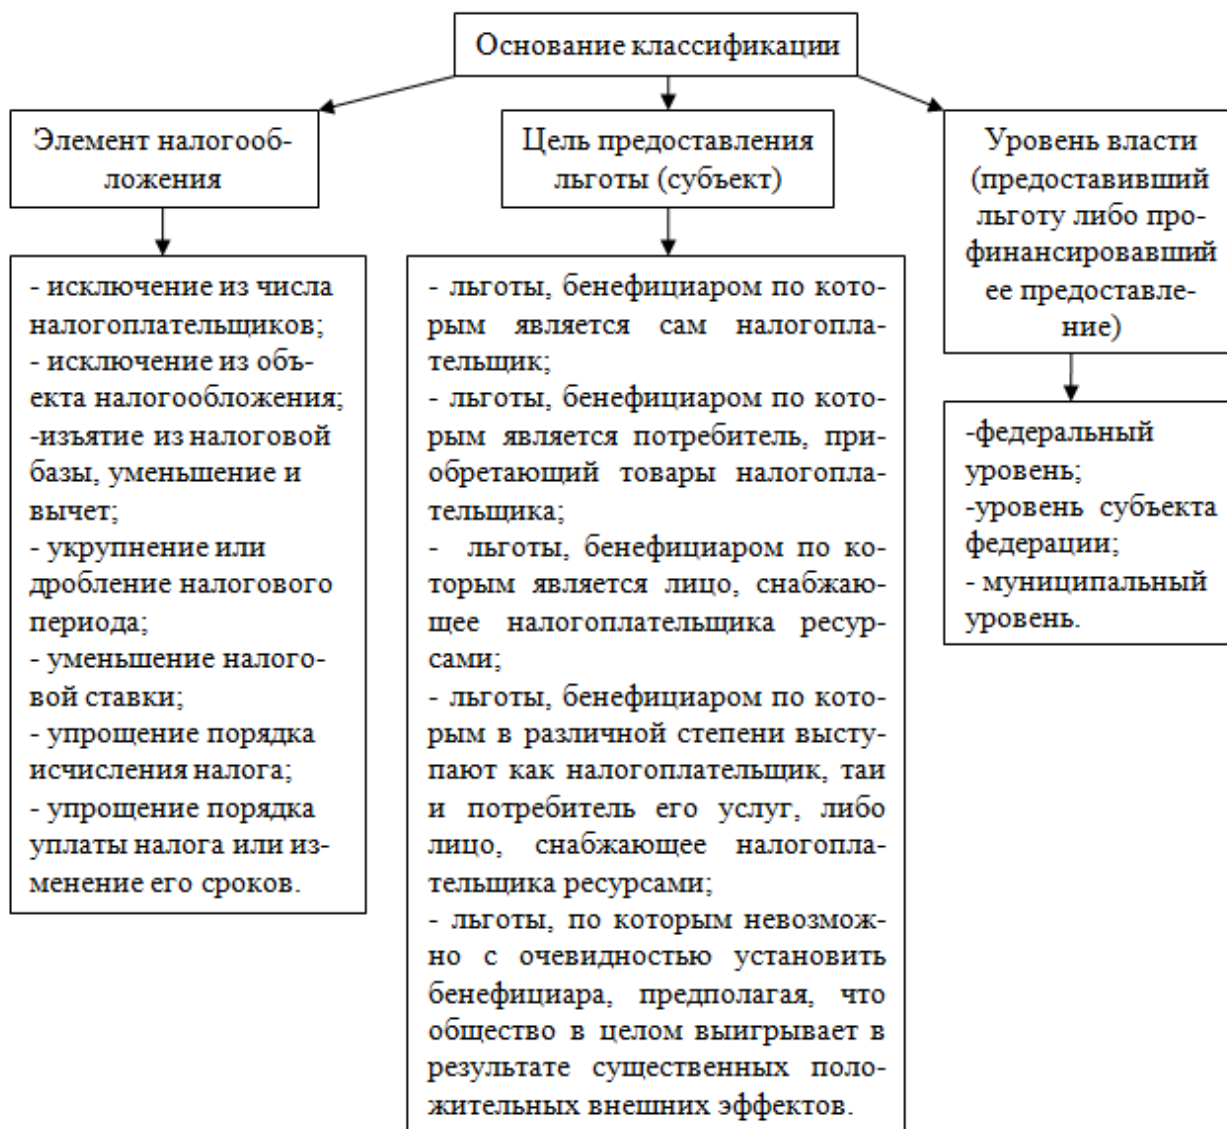 Основание классификации
Элемент налогооб-
ложения
Цель предоставления
льготы (субъект)
Уровень власти
(предоставивший
льготу либо про-
финансировавший
ее предоставле-
ние)
- исключение из числа
налогоплательщиков;
- исключение из объ-
екта налогообложения;
-изъятие из налоговой
базы, уменьшение и
вычет;
- укрупнение или
дробление налогового
периода;
- уменьшение налого-
вой ставки;
- упрощение порядка
исчисления налога;
- упрощение порядка
уплаты налога или из-
менение его сроков.
- льготы, бенефициаром по кото-
рым является сам налогопла-
тельщик;
- льготы, бенефициаром по кото-
рым является потребитель, при-
обретающий товары налогопла-
тельщика;
- льготы, бенефициаром по ко-
торым является лицо, снабжаю-
щее налогоплательщика ресур-
сами;
- льготы, бенефициаром по кото-
рым в различной степени высту-
пают как налогоплательщик, таи
и потребитель его услуг, либо
лицо, снабжающее налогопла-
тельщика ресурсами;
- льготы, по которым невозмож-
но с очевидностью установить
бенефициара, предполагая, что
общество в целом выигрывает в
результате существенных поло-
жительных внешних эффектов.
-федеральный
уровень;
-уровень субъекта
федерации;
- муниципальный
уровень.